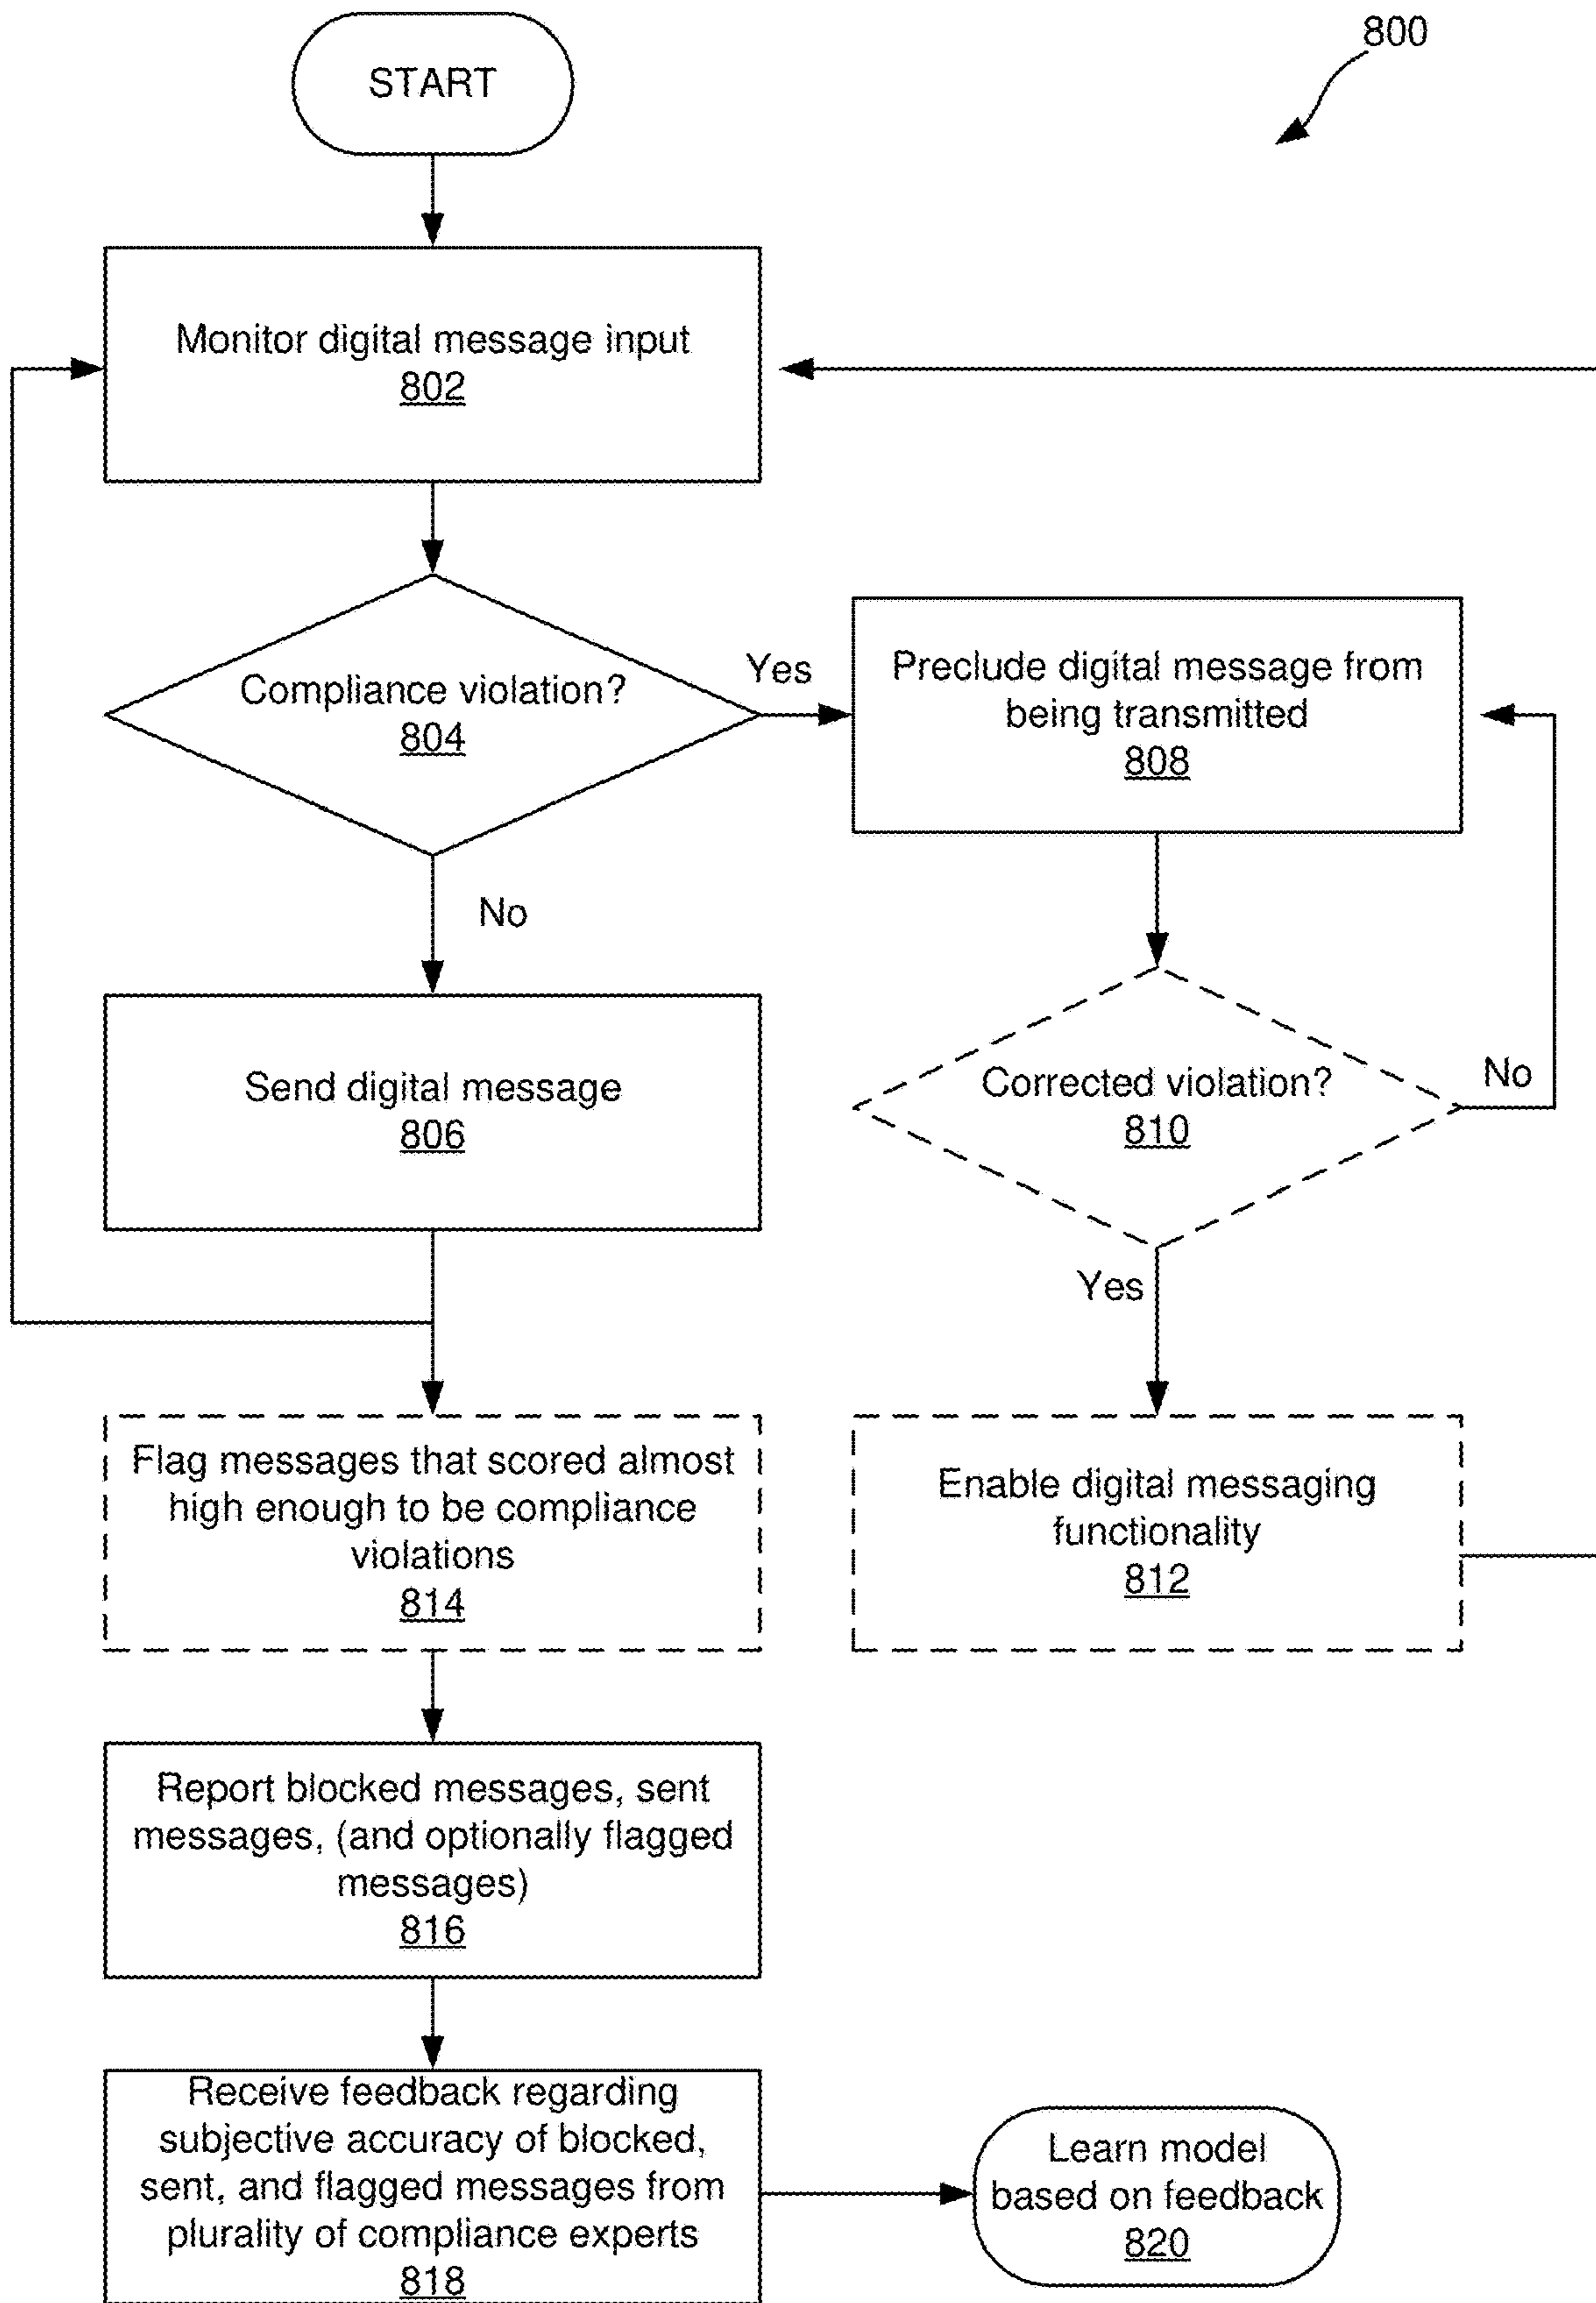 START
800
Monitor digital message input
802
Compliance violation?
804
Yes
Preclude digital message from
being transmitted
808
No
Send digital message
806
Corrected violation?
810
No
Yes
Flag messages that scored almost
high enough to be compliance
violations
814
Enable digital messaging
functionality
812
Report blocked messages, sent
messages, (and optionally flagged
messages)
816
Receive feedback regarding
subjective accuracy of blocked,
sent, and flagged messages from
plurality of compliance experts
818
Learn model
based on feedback
820